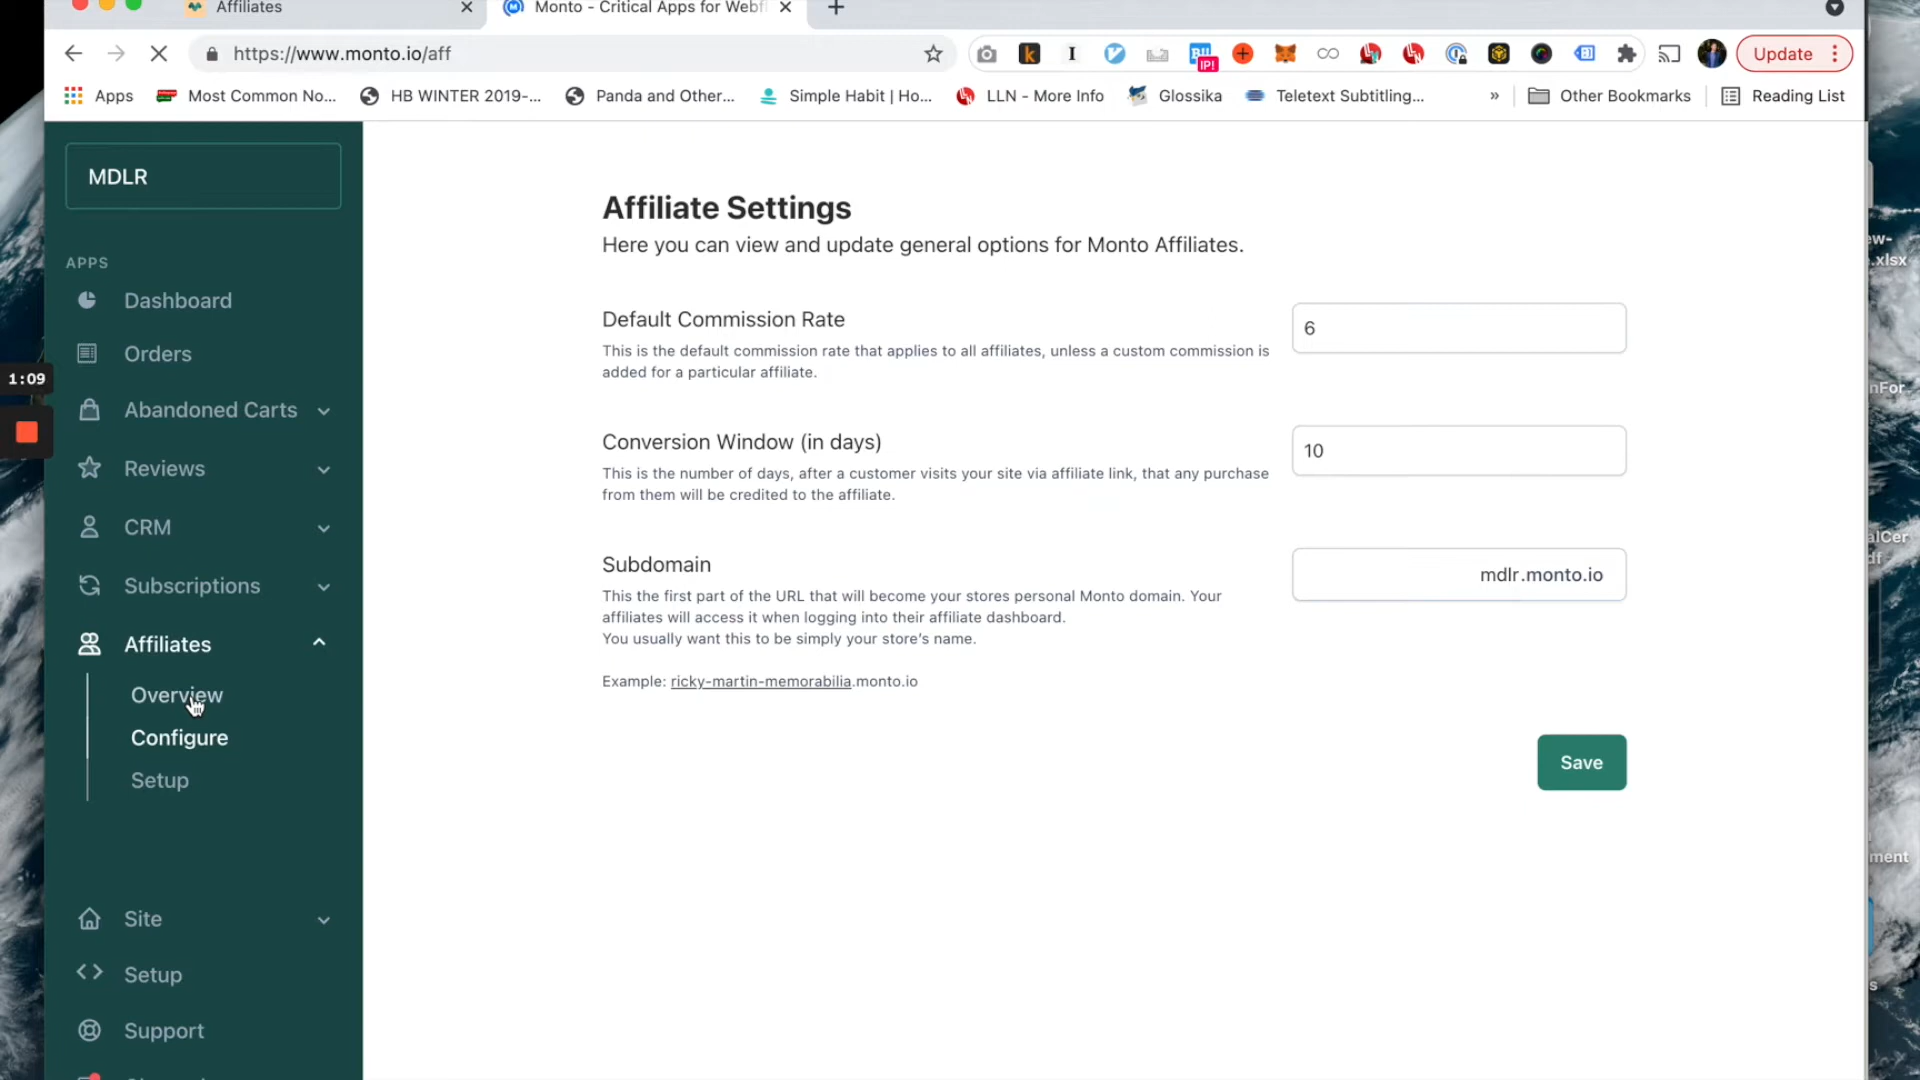 Affiliates
Monto - Critical Apps for Webf
https://www.monto.io/aff
IP!
Update
Apps
Most Common No...
HB WINTER 2019-...
Panda and Other...
Simple Habit | Ho...
LLN - More Info
Glossika
Teletext Subtitling...
»
Other Bookmarks
Reading List
MDLR
APPS
Dashboard
Orders
Abandoned Carts
Reviews
CRM
Subscriptions
Affiliates
Overview
Configure
Setup
Site
Setup
Support
1:09
Affiliate Settings
Here you can view and update general options for Monto Affiliates.
Default Commission Rate
This is the default commission rate that applies to all affiliates, unless a custom commission is
added for a particular affiliate.
6
Conversion Window (in days)
This is the number of days, after a customer visits your site via affiliate link, that any purchase
from them will be credited to the affiliate.
10
Subdomain
This the first part of the URL that will become your stores personal Monto domain. Your
affiliates will access it when logging into their affiliate dashboard.
You usually want this to be simply your store's name.
Example: ricky-martin-memorabilia.monto.io
mdlr.monto.io
Save
ew-
.xlsx
nFor
alCer
df
ment
s